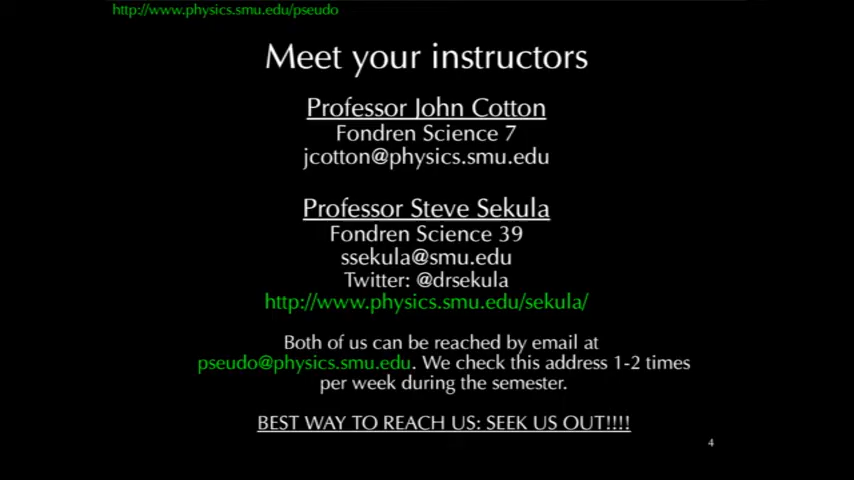 http://www.physics.smu.edu/pseudo
Meet your instructors
Professor John Cotton
Fondren Science 7
jcotton@physics.smu.edu
Professor Steve Sekula
Fondren Science 39
ssekula@smu.edu
Twitter: @drsekula
http://www.physics.smu.edu/sekula/
Both of us can be reached by email at
pseudo@physics.smu.edu. We check this address 1-2 times
per week during the semester.
BEST WAY TO REACH US: SEEK US OUT!!!!
4